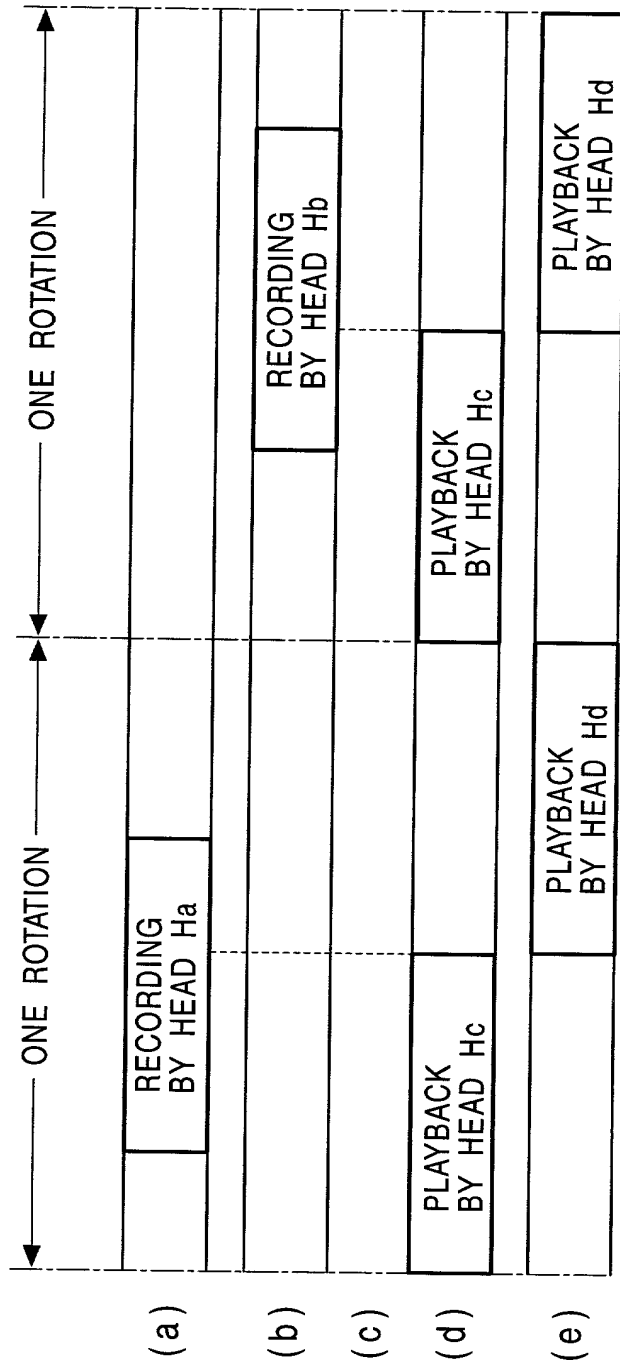 ONE ROTATION
ONE ROTATION
(a)
RECORDING
BY HEAD Ha
(b)
RECORDING
BY HEAD Hb
(c)
(d)
PLAYBACK
BY HEAD Hc
PLAYBACK
BY HEAD Hc
(e)
PLAYBACK
BY HEAD Hd
PLAYBACK
BY HEAD Hd